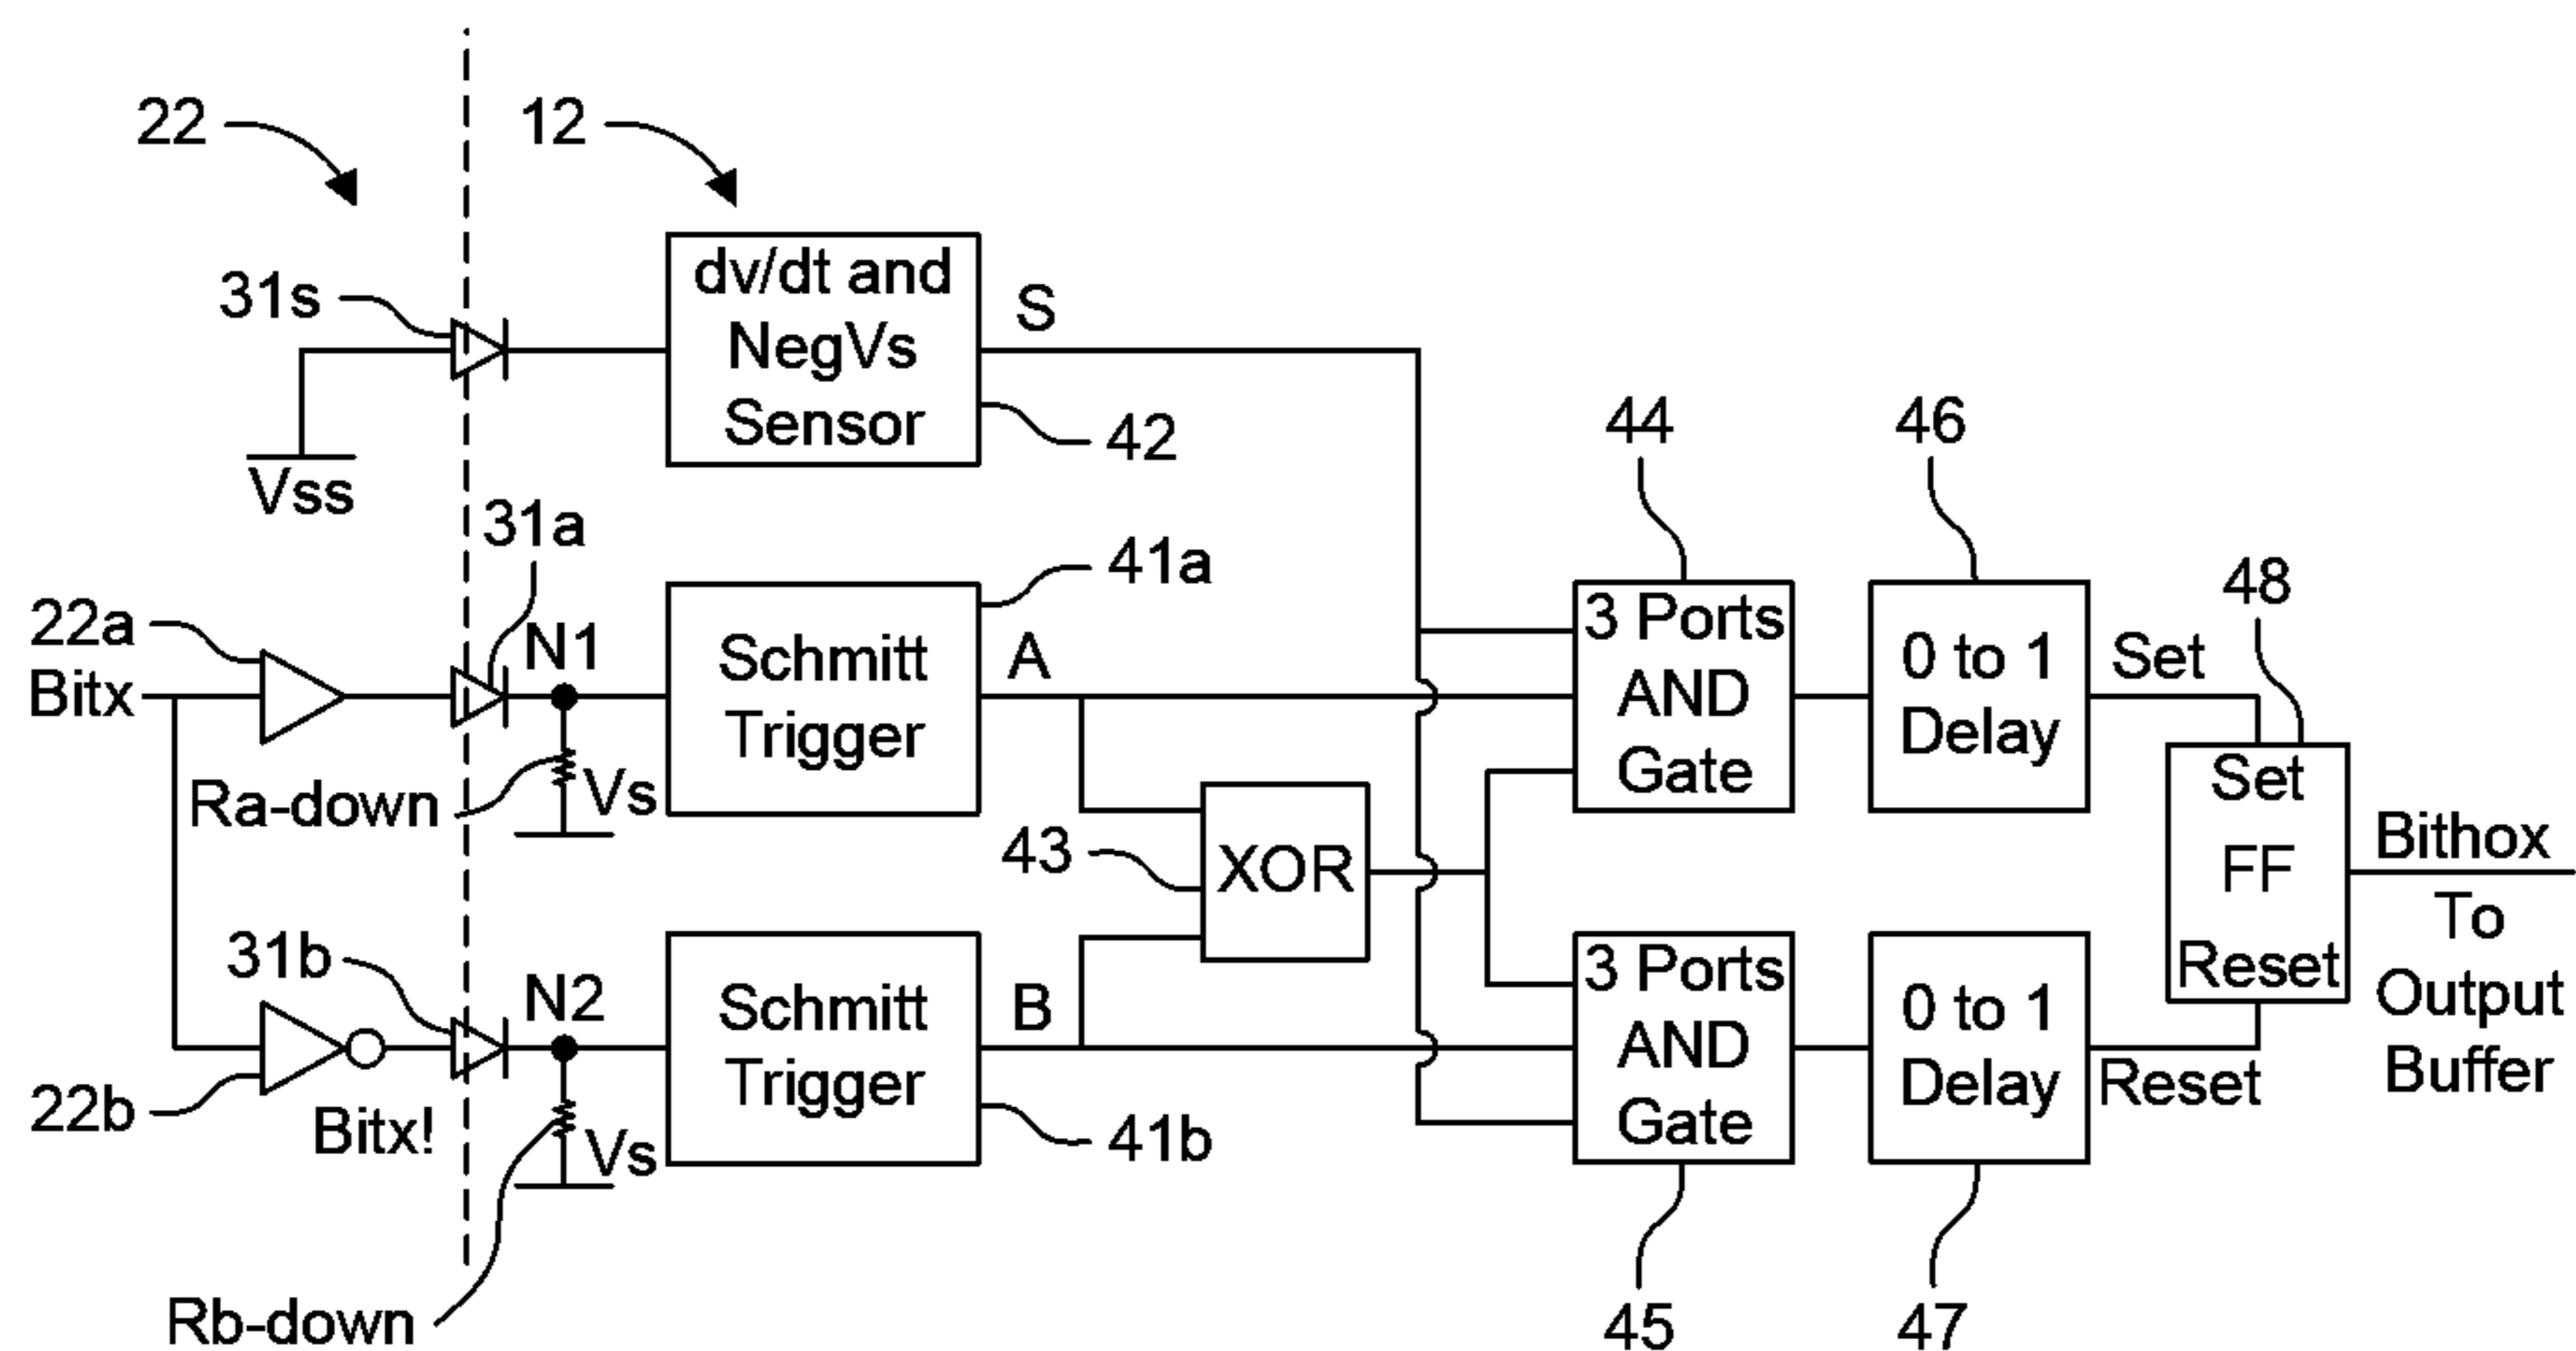 22
12
31s
dv/dt and
NegVs
Sensor
S
42
Vss
31a
44
46
22a
Bitx
N1
Schmitt
Trigger
41a
A
3 Ports
AND
Gate
0 to 1
Delay
Set
48
Ra-down
Vs
43
XOR
Set
FF
Reset
Bithox
To
Output
Buffer
31b
N2
22b
Bitx!
Vs
Schmitt
Trigger
B
41b
3 Ports
AND
Gate
0 to 1
Delay
Reset
Rb-down
45
47